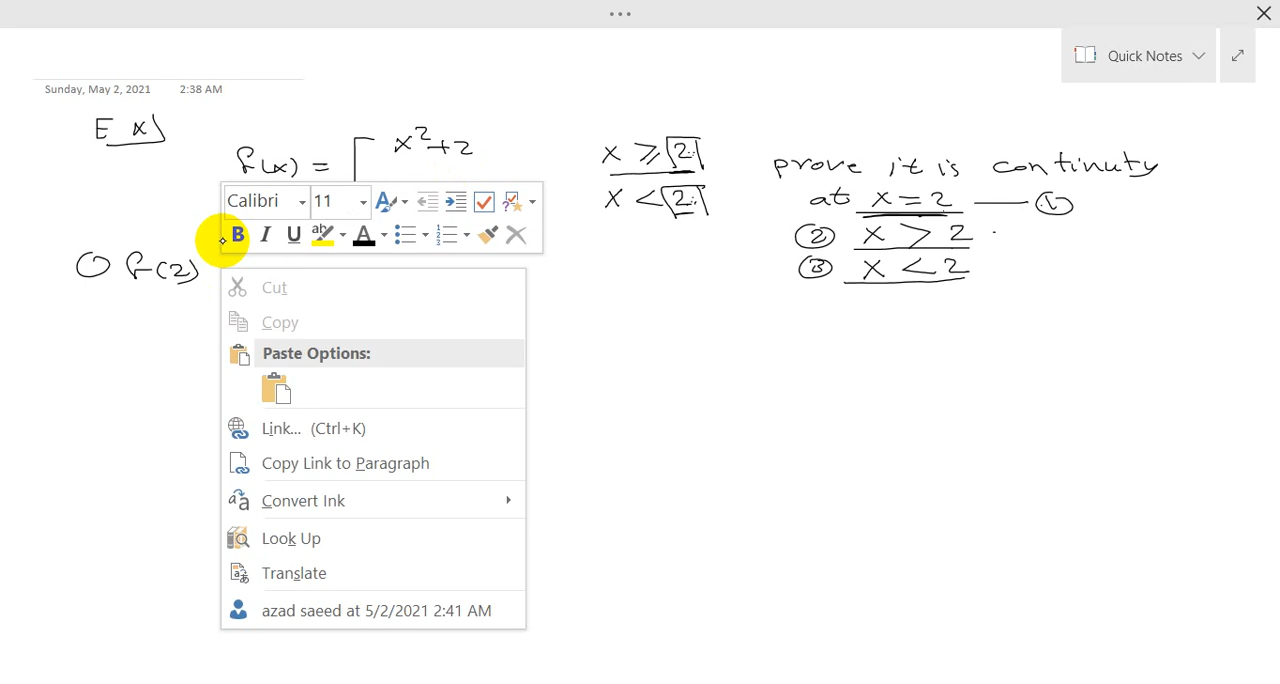 Quick Notes
Sunday, May 2, 2021 2:38 AM
E x)
f(x) = x²+2 x ⩾ 2
x < 2
prove it is continuity
at x = 2 — ①
② x > 2
③ x < 2
Calibri 11
B I U ab A
f(2)
Cut
Copy
Paste Options:
Link... (Ctrl+K)
Copy Link to Paragraph
Convert Ink
Look Up
Translate
azad saeed at 5/2/2021 2:41 AM